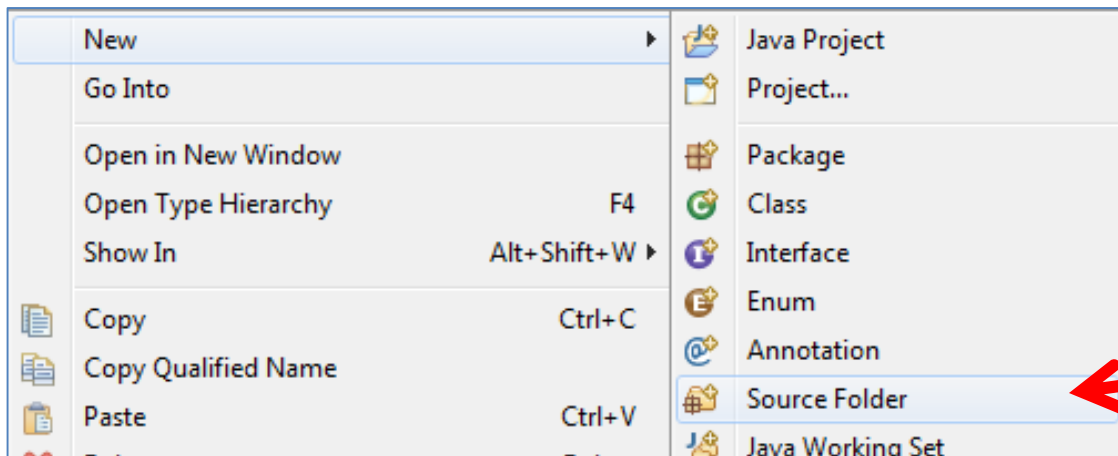 New
Go Into
Open in New Window
Open Type Hierarchy F4
Show In Alt+Shift+W
Copy Ctrl+C
Copy Qualified Name
Paste Ctrl+V
Java Project
Project...
Package
Class
Interface
Enum
Annotation
Source Folder
Java Working Set